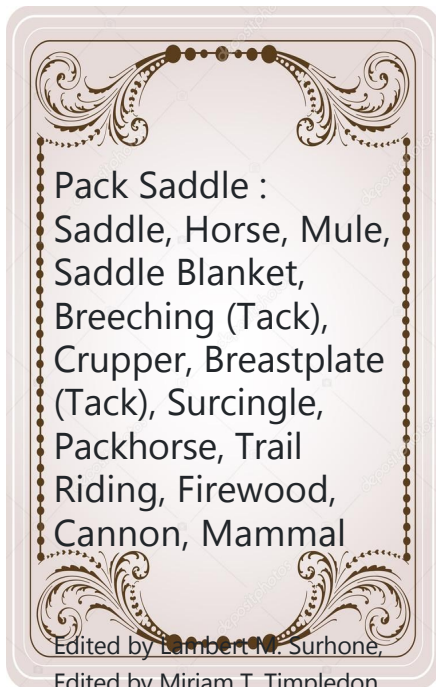 Pack Saddle :
Saddle, Horse, Mule,
Saddle Blanket,
Breeching (Tack),
Crupper, Breastplate
(Tack), Surcingle,
Packhorse, Trail
Riding, Firewood,
Cannon, Mammal
Edited by Lambert M. Surhone,
Edited by Miriam T. Timpledon